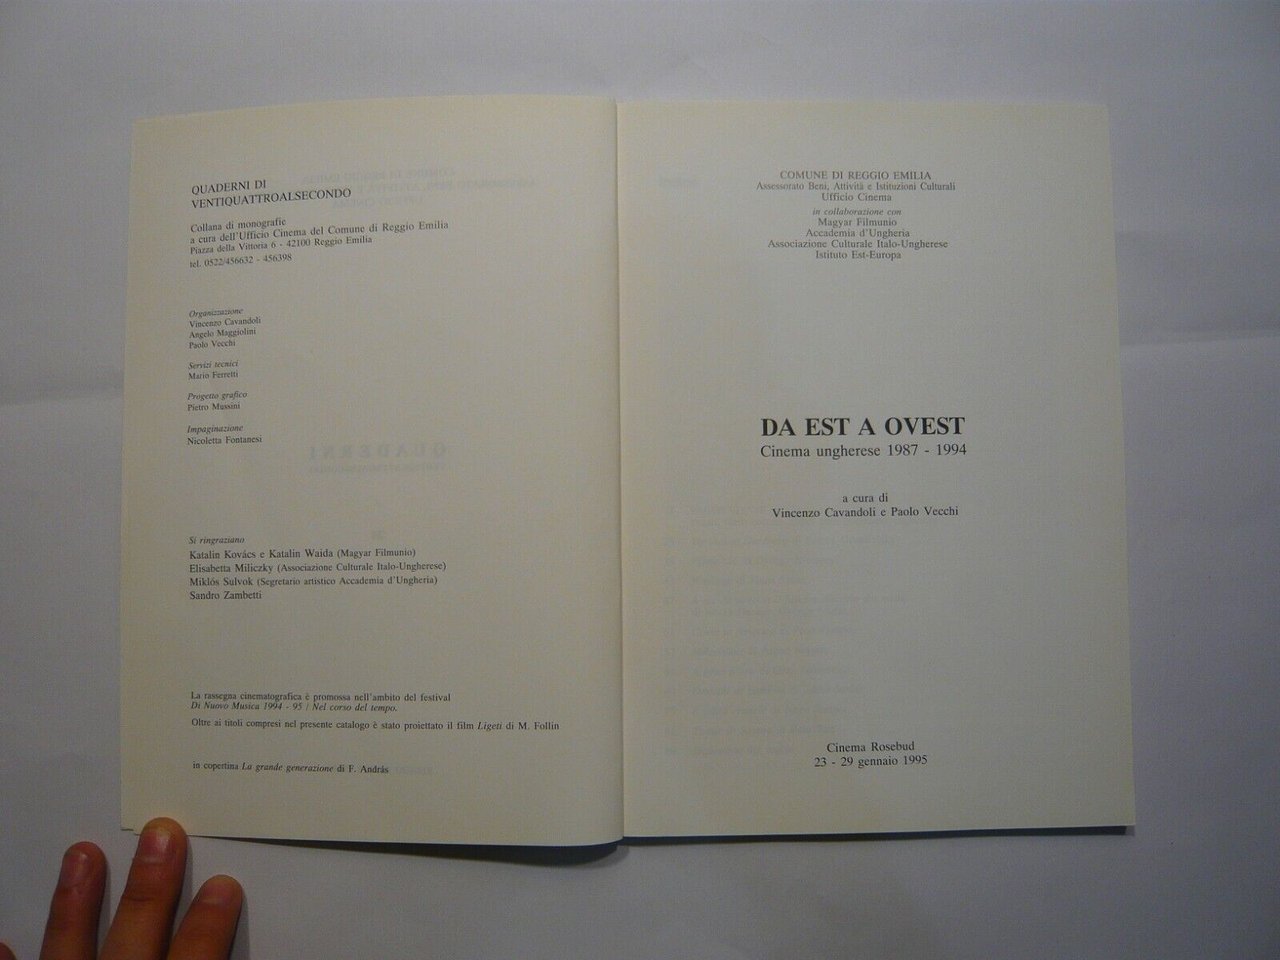 QUADERNI DI
VENTIQUATTROALSECONDO
Collana di monografie
a cura dell'Ufficio Cinema del Comune di Reggio Emilia
Piazza della Vittoria 6 - 42100 Reggio Emilia
tel. 0522/456632 - 456398
Organizzazione
Vincenzo Cavandoli
Angelo Maggiolini
Paolo Vecchi
Servizi tecnici
Mario Ferretti
Progetto grafico
Pietro Mussini
Impaginazione
Nicoletta Fontanesi
Si ringraziano
Katalin Kovács e Katalin Waida (Magyar Filmunio)
Elisabetta Miliczky (Associazione Culturale Italo-Ungherese)
Miklós Sulvok (Segretario artistico Accademia d'Ungheria)
Sandro Zambetti
La rassegna cinematografica è promossa nell'ambito del festival
Di Nuovo Musica 1994 - 95 / Nel corso del tempo.
Oltre ai titoli compresi nel presente catalogo è stato proiettato il film Ligeti di M. Follin
in copertina La grande generazione di F. András
COMUNE DI REGGIO EMILIA
Assessorato Beni, Attività e Istituzioni Culturali
Ufficio Cinema
in collaborazione con
Magyar Filmunio
Accademia d'Ungheria
Associazione Culturale Italo-Ungherese
Istituto Est-Europa
DA EST A OVEST
Cinema ungherese 1987 - 1994
a cura di
Vincenzo Cavandoli e Paolo Vecchi
Cinema Rosebud
23 - 29 gennaio 1995